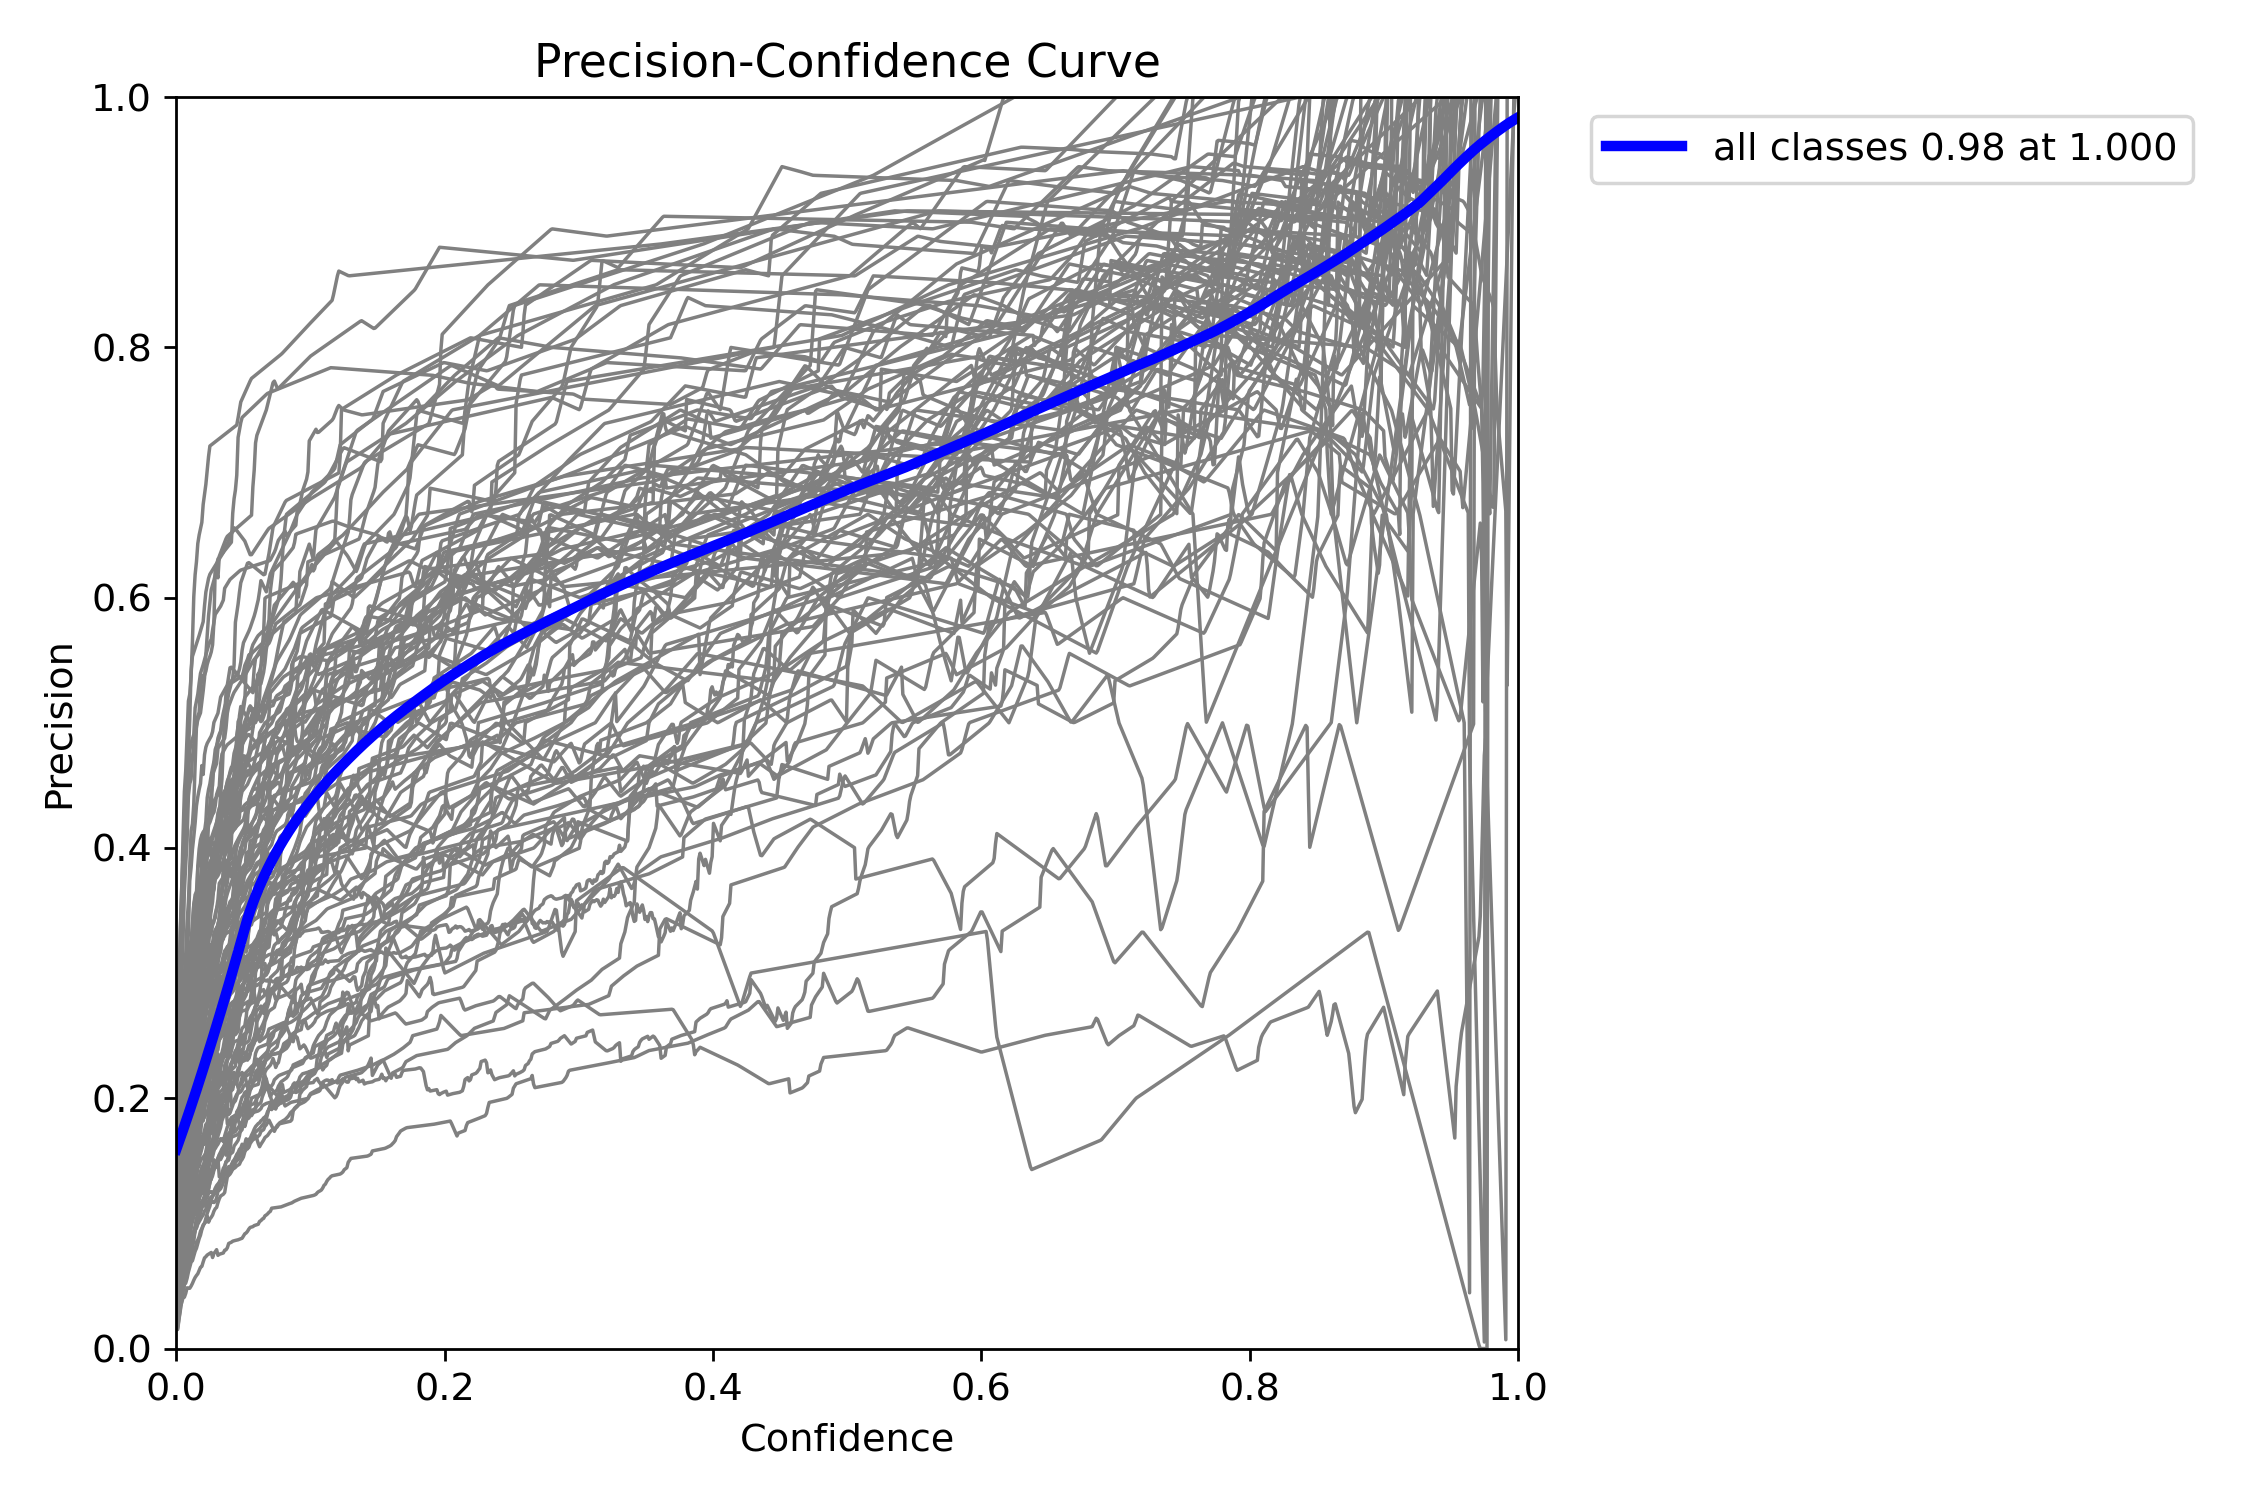 Precision-Confidence Curve
all classes 0.98 at 1.000
Precision
1.0
0.8
0.6
0.4
0.2
0.0
0.0 0.2 0.4 0.6 0.8 1.0
Confidence